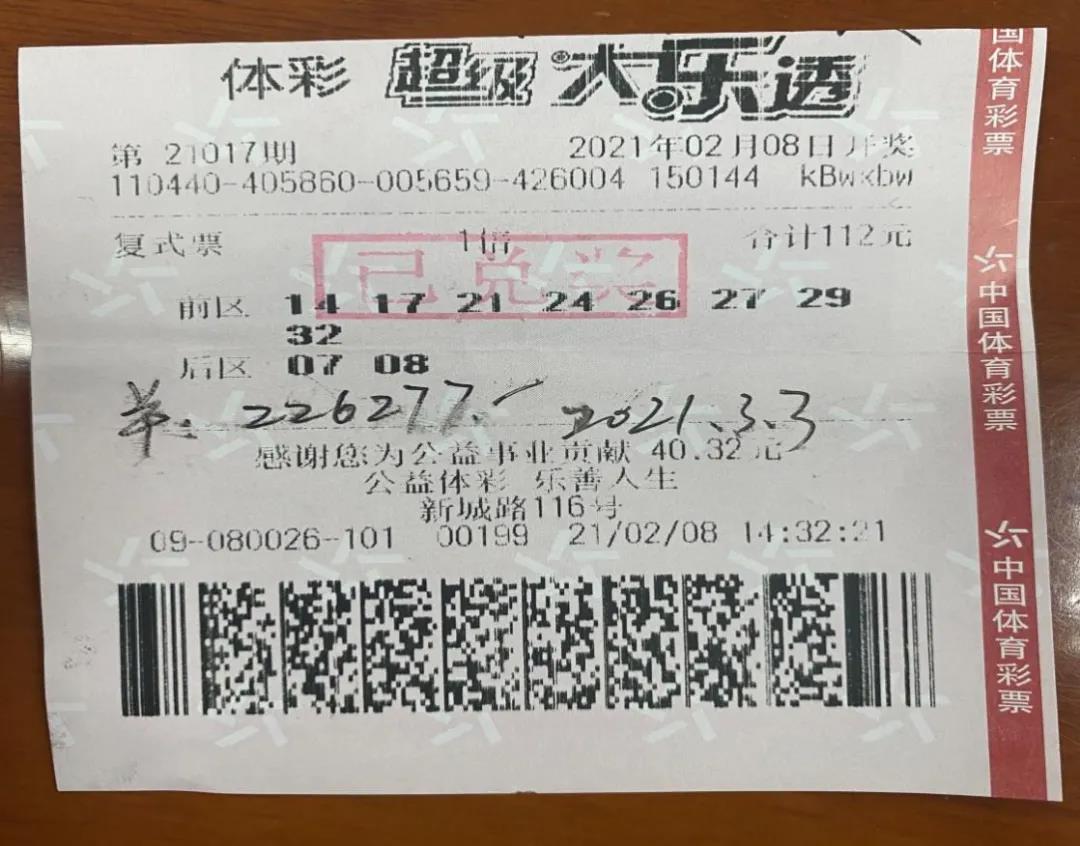 体彩 超级大乐透
第 21017期 2021年02月08日开奖
110440-405860-005659-426004 150144 kBwxbw
复式票 1倍 合计112元
已兑奖
前区 14 17 21 24 26 27 29
32
后区 07 08
226277.- 2021.3.3
感谢您为公益事业贡献 40.32元
公益体彩 乐善人生
新城路116号
09-080026-101 00199 21/02/08 14:32:21
国体育彩票
中国体育彩票
中国体育彩票